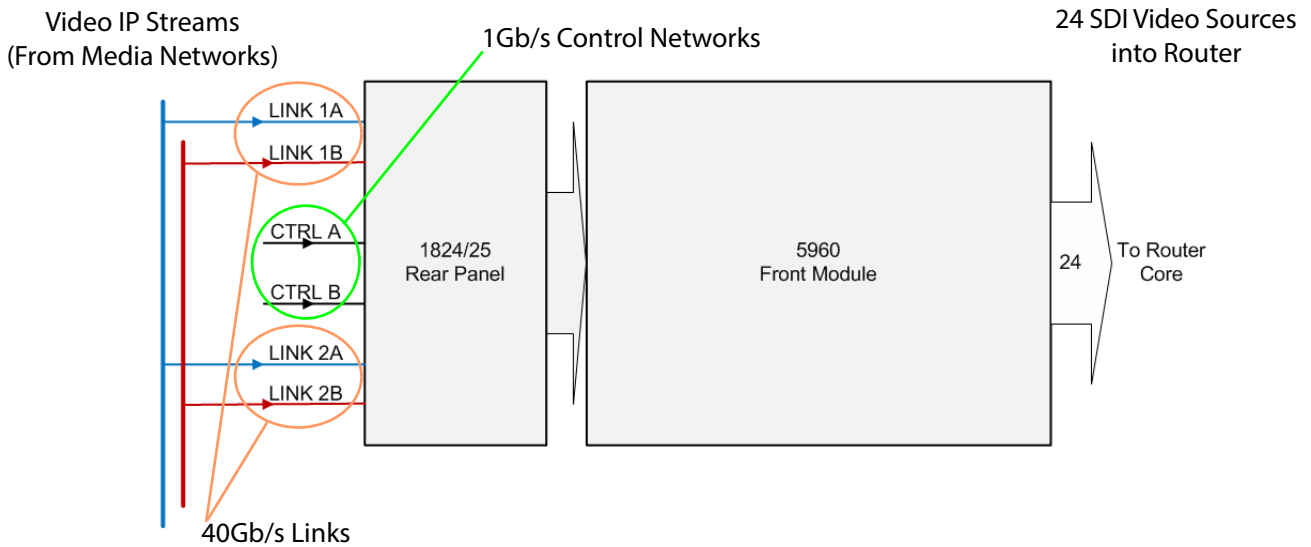 Video IP Streams
(From Media Networks)
1Gb/s Control Networks
24 SDI Video Sources
into Router
LINK 1A
LINK 1B
CTRL A
CTRL B
LINK 2A
LINK 2B
1824/25
Rear Panel
5960
Front Module
24
To Router
Core
40Gb/s Links